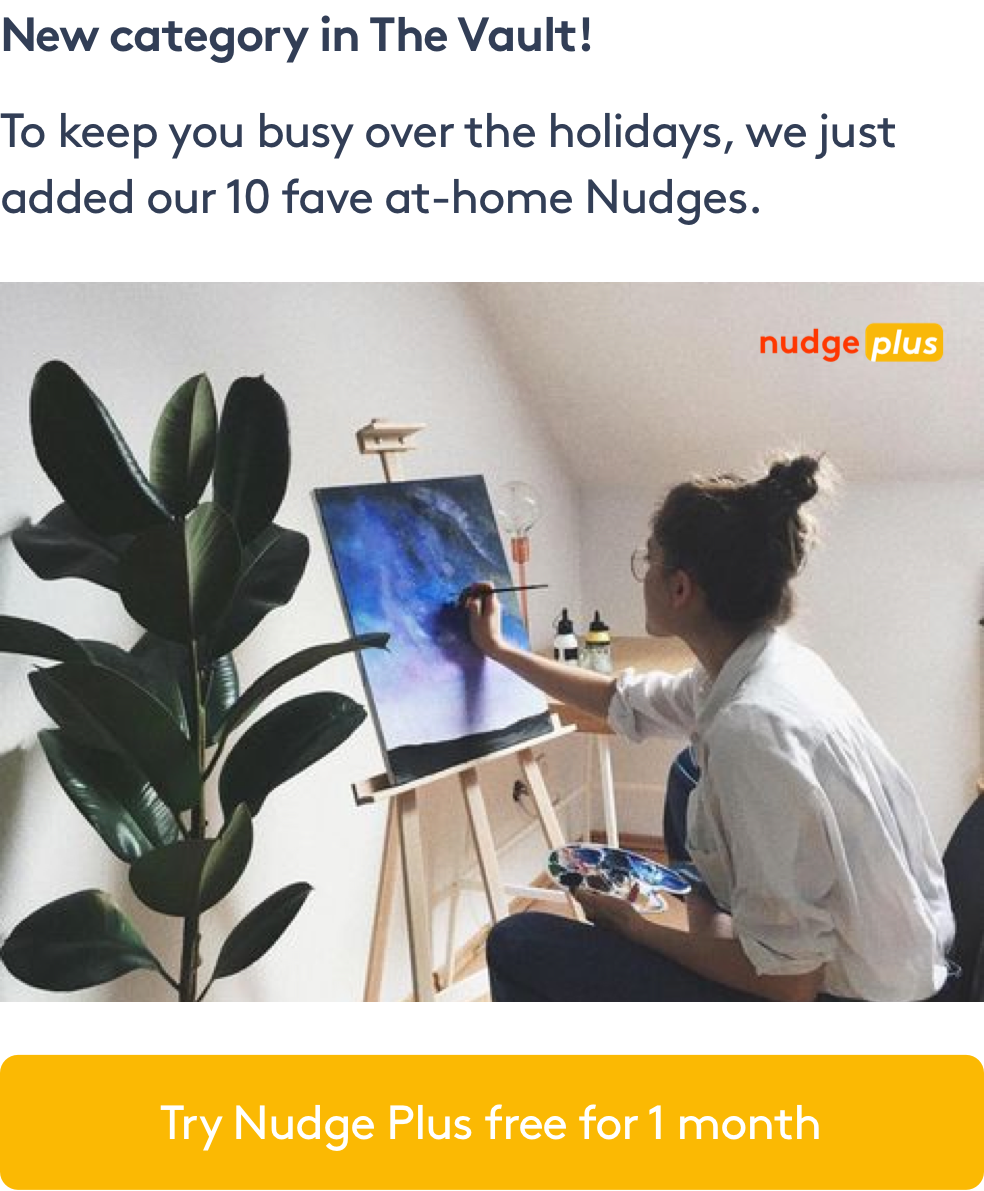 New category in The Vault!
To keep you busy over the holidays, we just
added our 10 fave at-home Nudges.
nudge plus
Try Nudge Plus free for 1 month